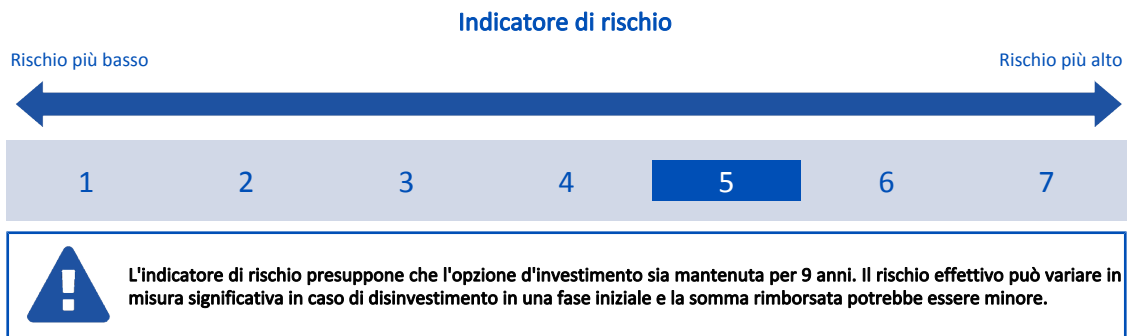 Indicatore di rischio
Rischio più basso Rischio più alto
1 2 3 4 5 6 7
L'indicatore di rischio presuppone che l'opzione d'investimento sia mantenuta per 9 anni. Il rischio effettivo può variare in
misura significativa in caso di disinvestimento in una fase iniziale e la somma rimborsata potrebbe essere minore.